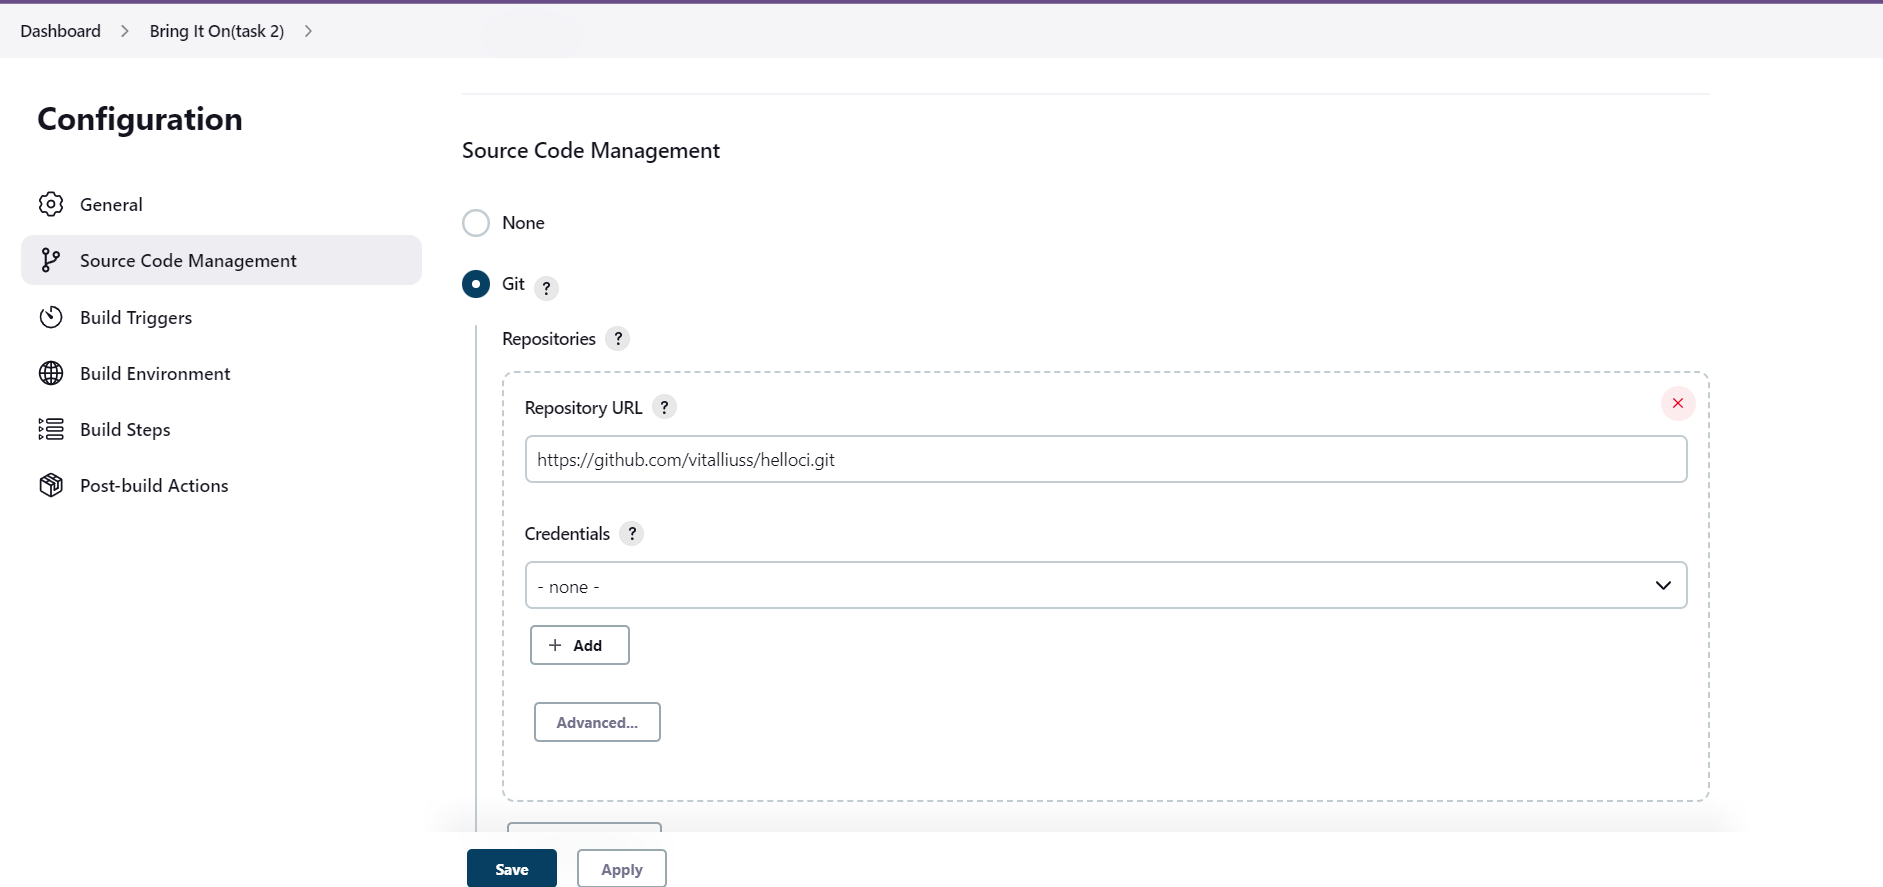 Dashboard > Bring It On(task 2) >
Configuration
General
Source Code Management
Build Triggers
Build Environment
Build Steps
Post-build Actions
Source Code Management
None
Git ?
Repositories ?
Repository URL ?
https://github.com/vitalliuss/helloci.git
Credentials ?
- none -
+ Add
Advanced...
Save Apply